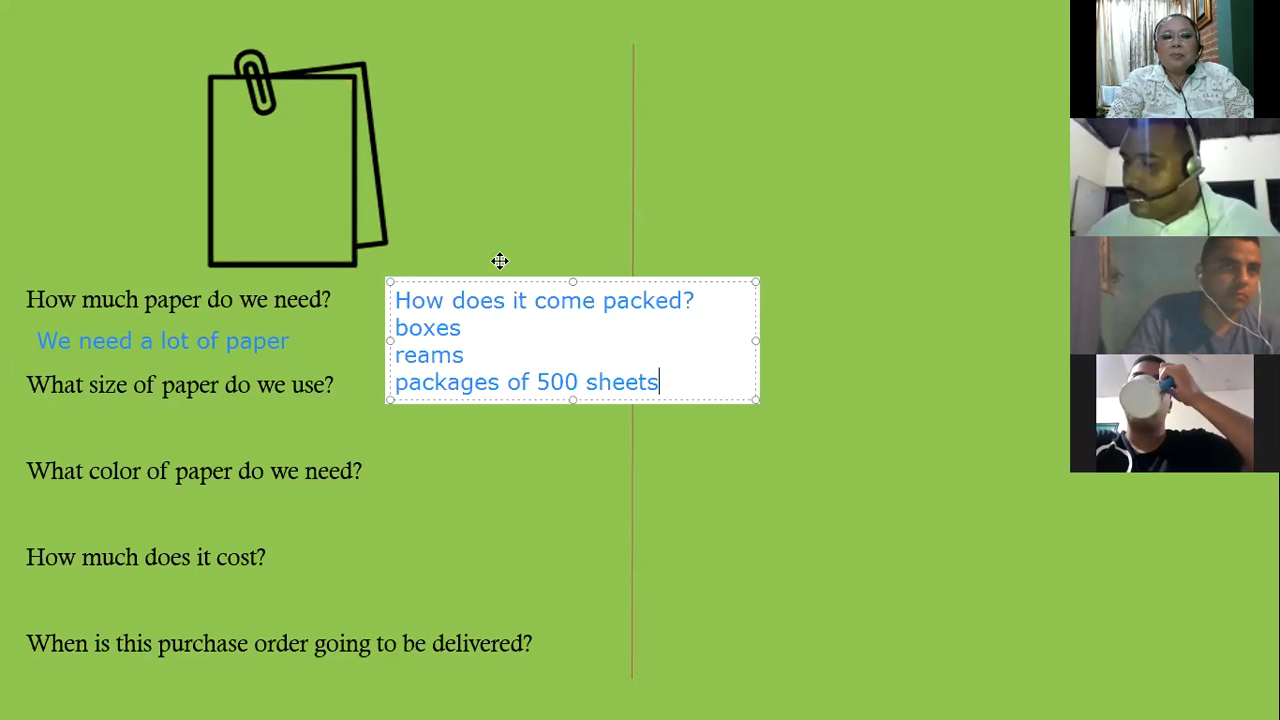 How much paper do we need?
We need a lot of paper
What size of paper do we use?
What color of paper do we need?
How much does it cost?
When is this purchase order going to be delivered?
How does it come packed?
boxes
reams
packages of 500 sheets